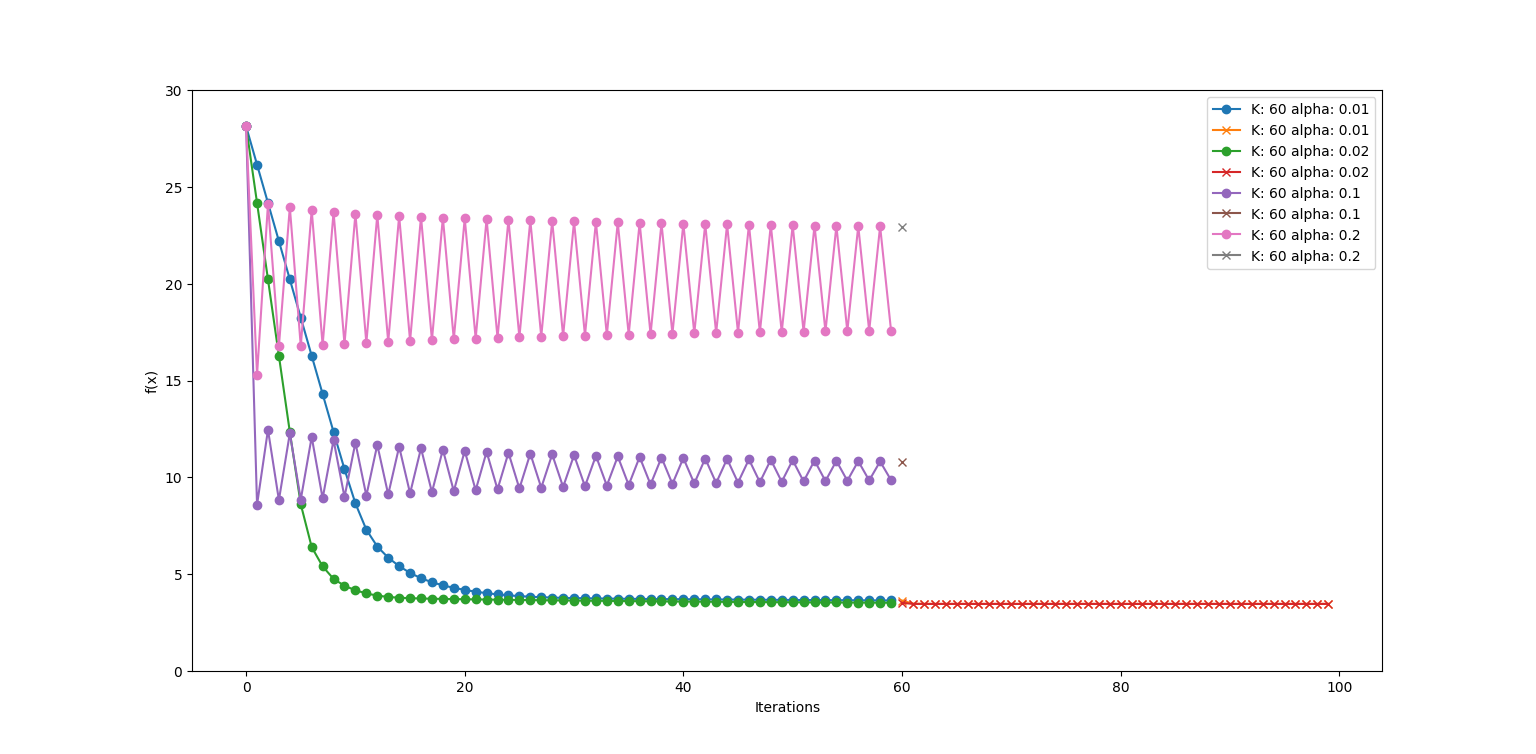 30
25
20
15
10
5
0
f(x)
0 20 40 60 80 100
Iterations
K: 60 alpha: 0.01
K: 60 alpha: 0.01
K: 60 alpha: 0.02
K: 60 alpha: 0.02
K: 60 alpha: 0.1
K: 60 alpha: 0.1
K: 60 alpha: 0.2
K: 60 alpha: 0.2